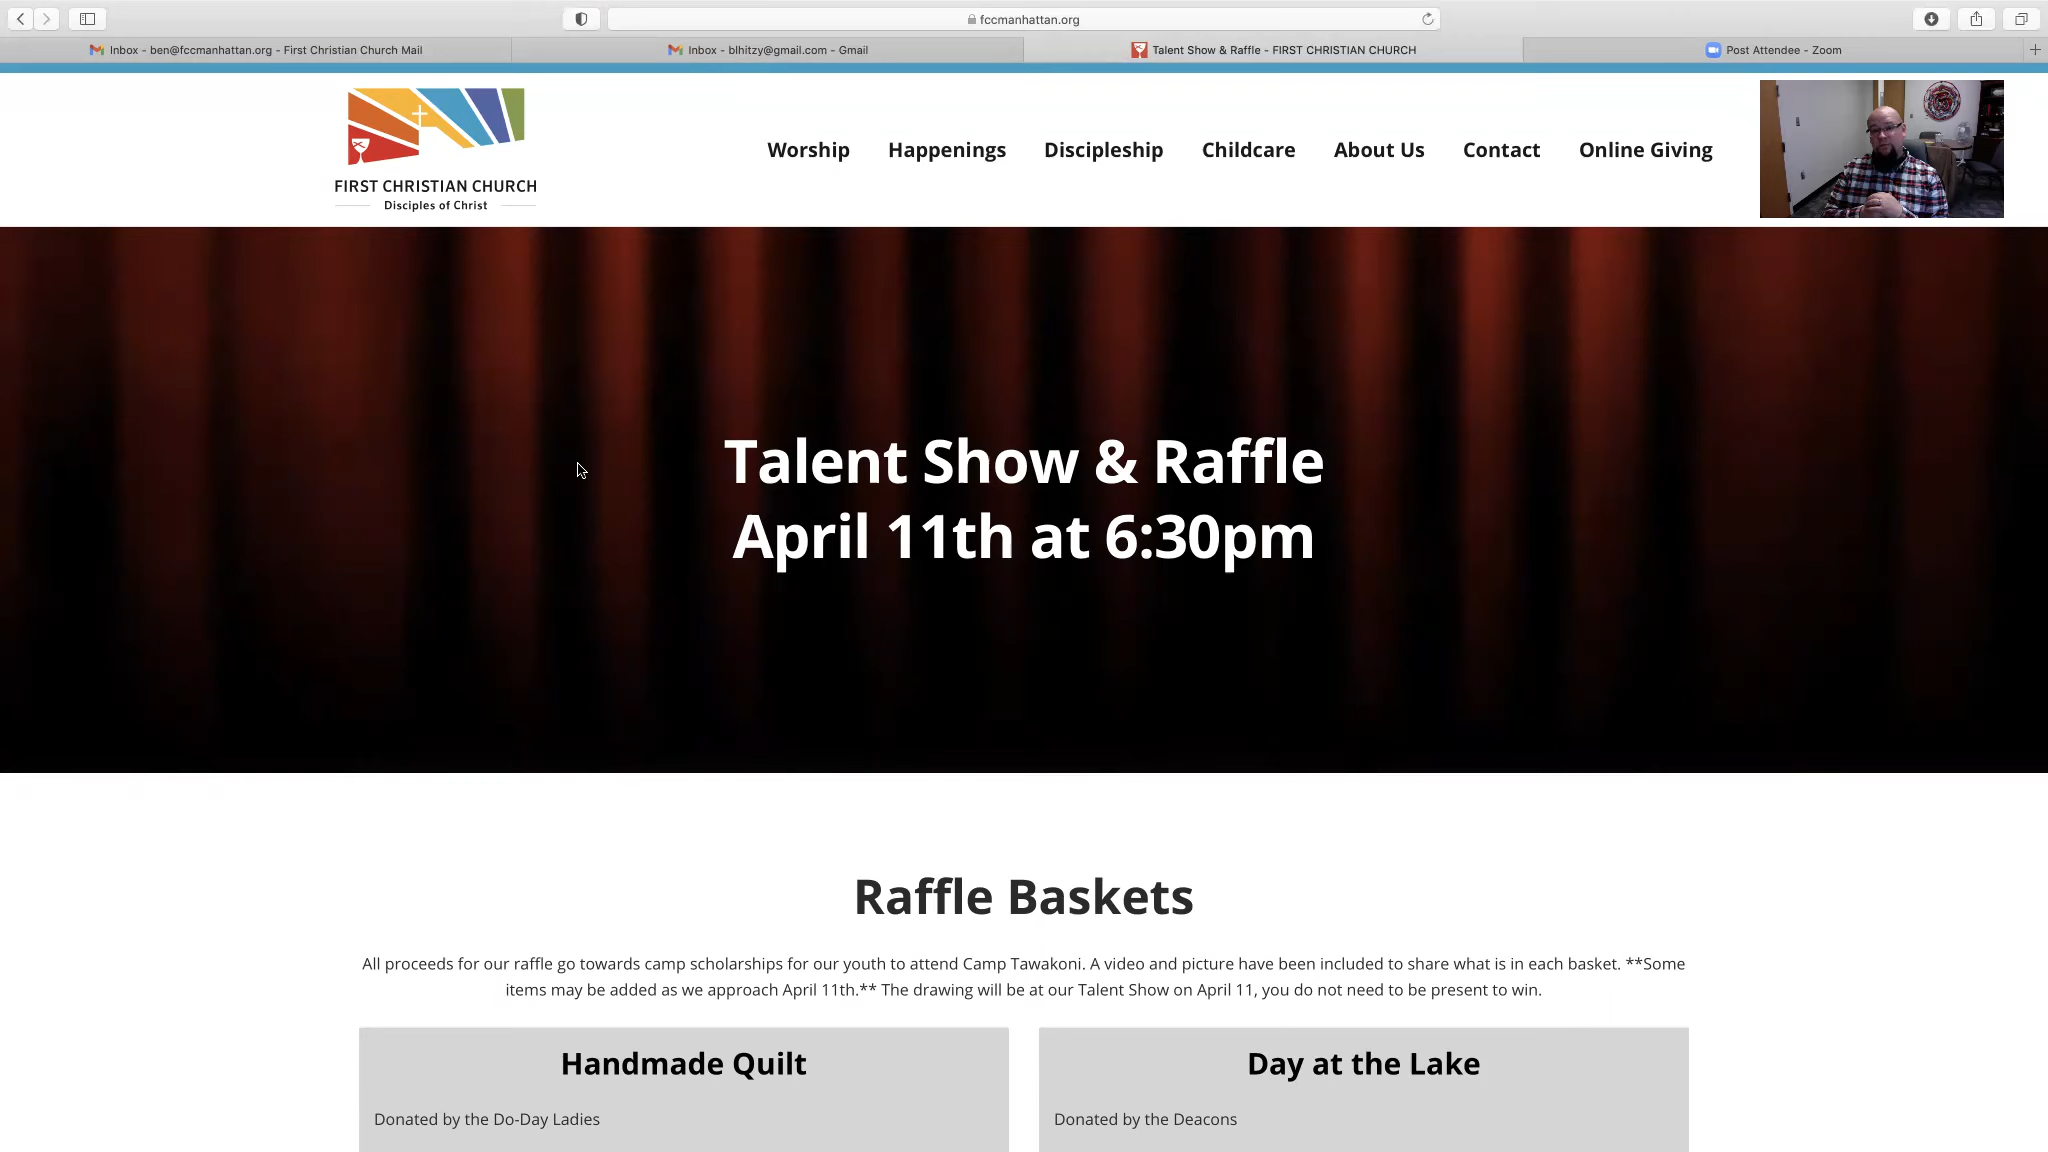 fccmanhattan.org
Inbox - ben@fccmanhattan.org - First Christian Church Mail
Inbox - blhitzy@gmail.com - Gmail
Talent Show & Raffle - FIRST CHRISTIAN CHURCH
Post Attendee - Zoom
FIRST CHRISTIAN CHURCH
Disciples of Christ
Worship Happenings Discipleship Childcare About Us Contact Online Giving
Talent Show & Raffle
April 11th at 6:30pm
Raffle Baskets
All proceeds for our raffle go towards camp scholarships for our youth to attend Camp Tawakoni. A video and picture have been included to share what is in each basket. **Some
items may be added as we approach April 11th.** The drawing will be at our Talent Show on April 11, you do not need to be present to win.
Handmade Quilt
Donated by the Do-Day Ladies
Day at the Lake
Donated by the Deacons